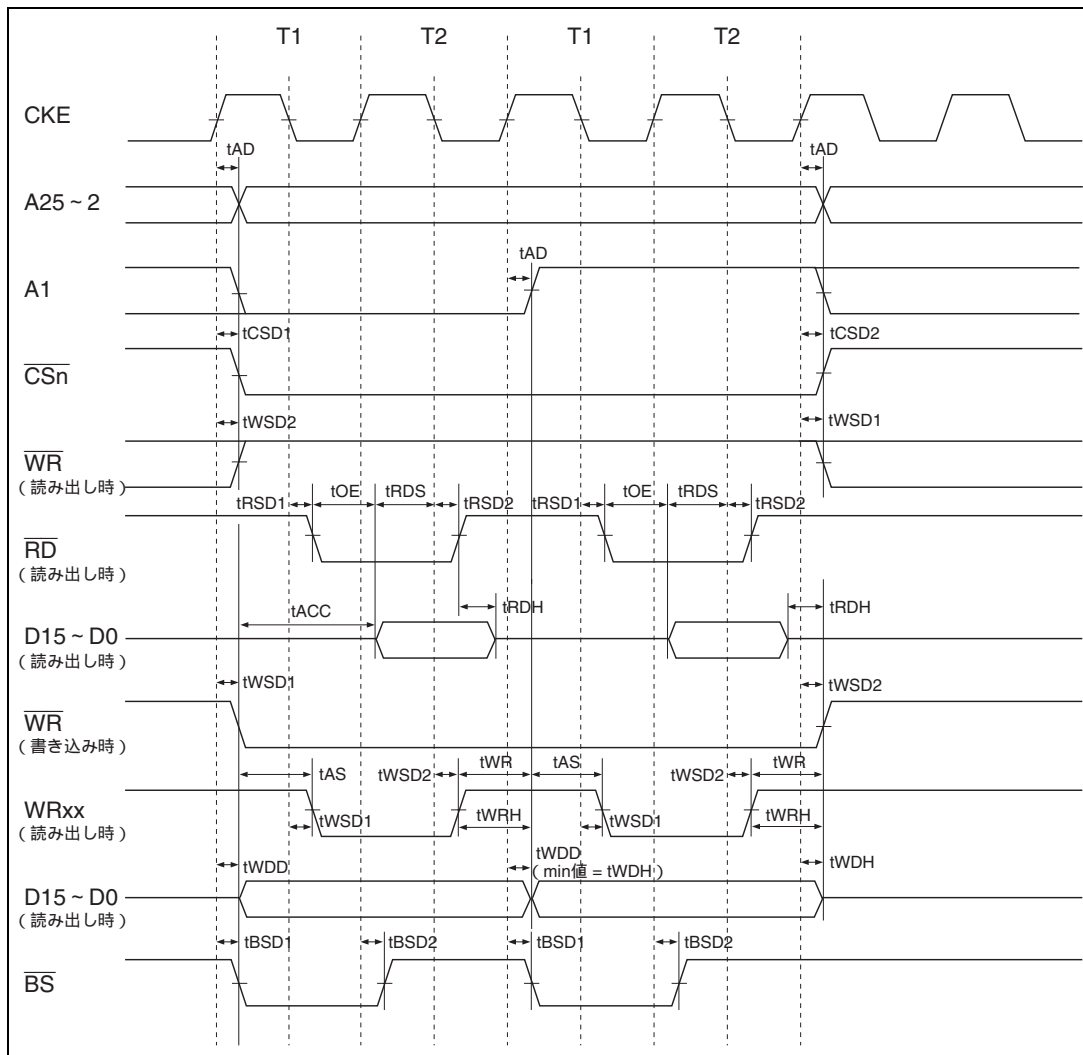 T1 T2 T1 T2
CKE
tAD tAD
A25 ~ 2
tAD
A1
tCSD1 tCSD2
CSn
tWSD2 tWSD1
WR
(読み出し時)
tRSD1 tOE tRDS tRSD2 tRSD1 tOE tRDS tRSD2
RD
(読み出し時)
tACC tRDH tRDH
D15 ~ D0
(読み出し時)
tWSD1 tWSD2
WR
(書き込み時)
tAS tWSD2 tWR tAS tWSD2 tWR
WRxx
(読み出し時)
tWSD1 tWRH tWSD1 tWRH
tWDD tWDD tWDH
(min値 = tWDH)
D15 ~ D0
(読み出し時)
tBSD1 tBSD2 tBSD1 tBSD2
BS